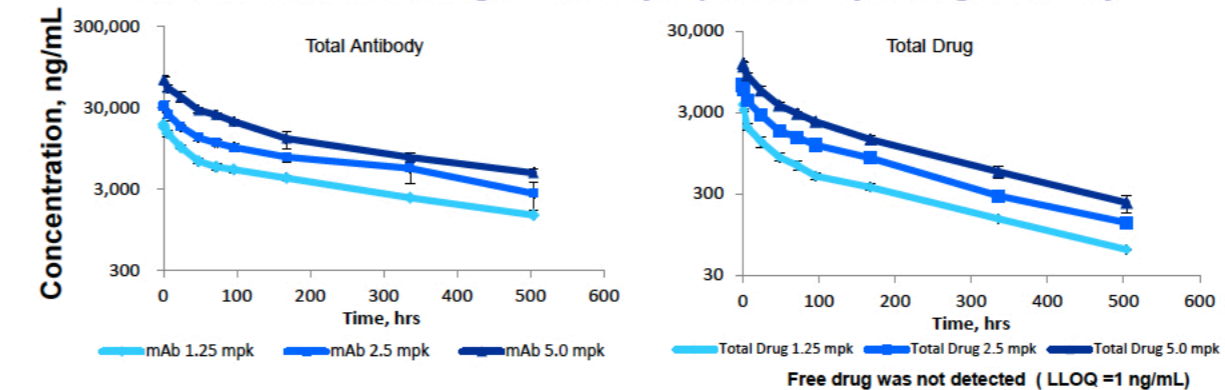 Total Antibody
Concentration, ng/mL
300,000
30,000
3,000
300
0 100 200 300 400 500 600
Time, hrs
mAb 1.25 mpk mAb 2.5 mpk mAb 5.0 mpk
Total Drug
30,000
3,000
300
30
0 100 200 300 400 500 600
Time, hrs
Total Drug 1.25 mpk Total Drug 2.5 mpk Total Drug 5.0 mpk
Free drug was not detected ( LLOQ =1 ng/mL)